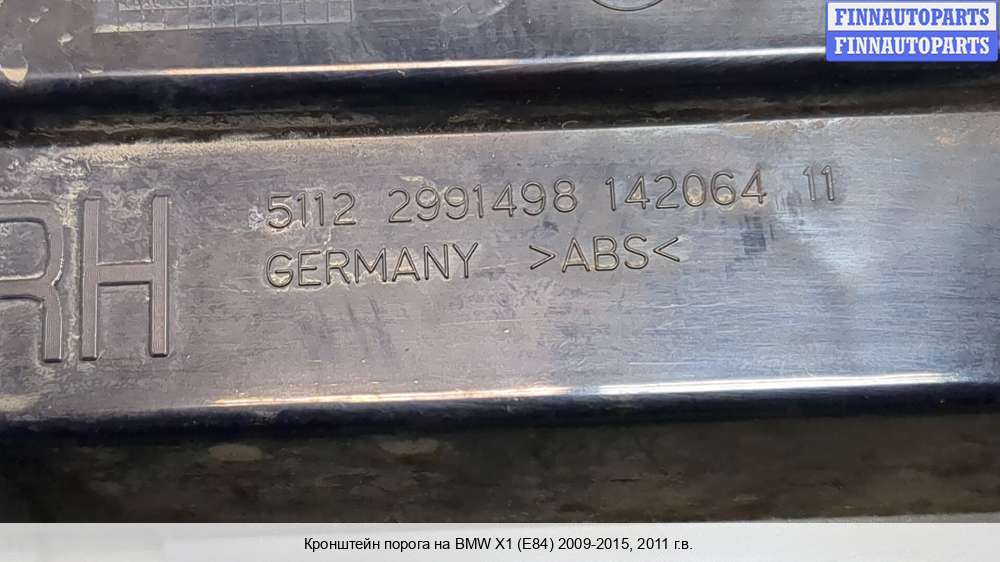 FINNAUTOPARTS
FINNAUTOPARTS
5112 2991498 142064 11
RH
GERMANY >ABS<
Кронштейн порога на BMW X1 (E84) 2009-2015, 2011 г.в.